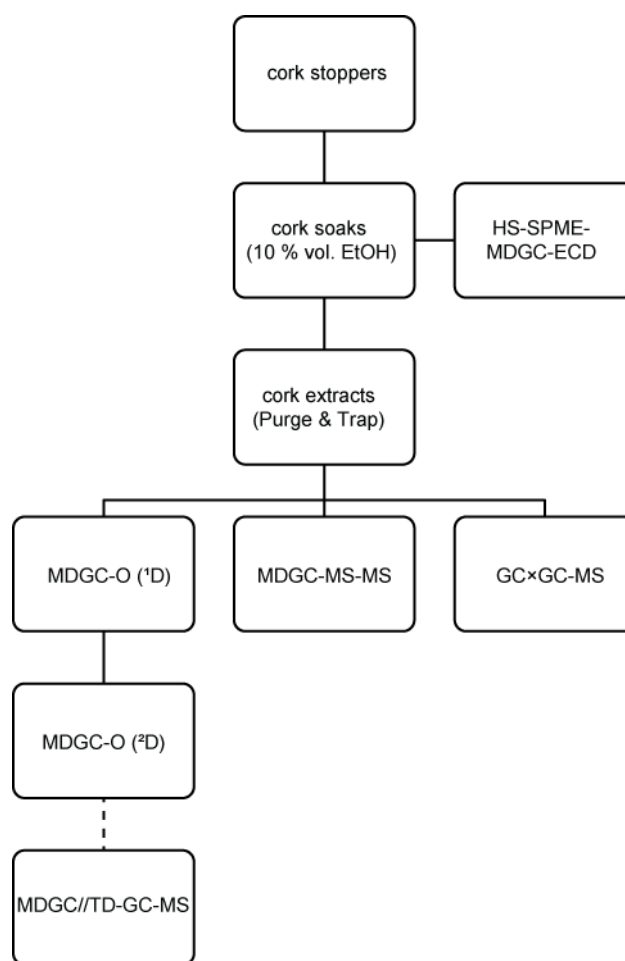 cork stoppers
cork soaks
(10 % vol. EtOH)
HS-SPME-
MDGC-ECD
cork extracts
(Purge & Trap)
MDGC-O (¹D)
MDGC-MS-MS
GC×GC-MS
MDGC-O (²D)
MDGC//TD-GC-MS